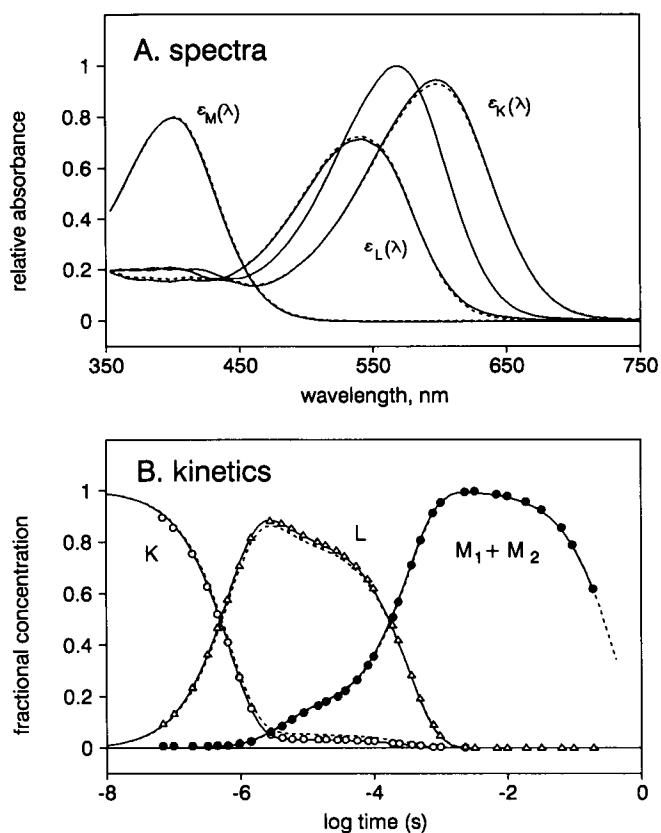 A. spectra
relative absorbance
1
0.8
0.6
0.4
0.2
0
εM(λ)
εK(λ)
εL(λ)
350
450
550
650
750
wavelength, nm
B. kinetics
fractional concentration
1
0.8
0.6
0.4
0.2
0
K
L
M1 + M2
-8
-6
-4
-2
0
log time (s)